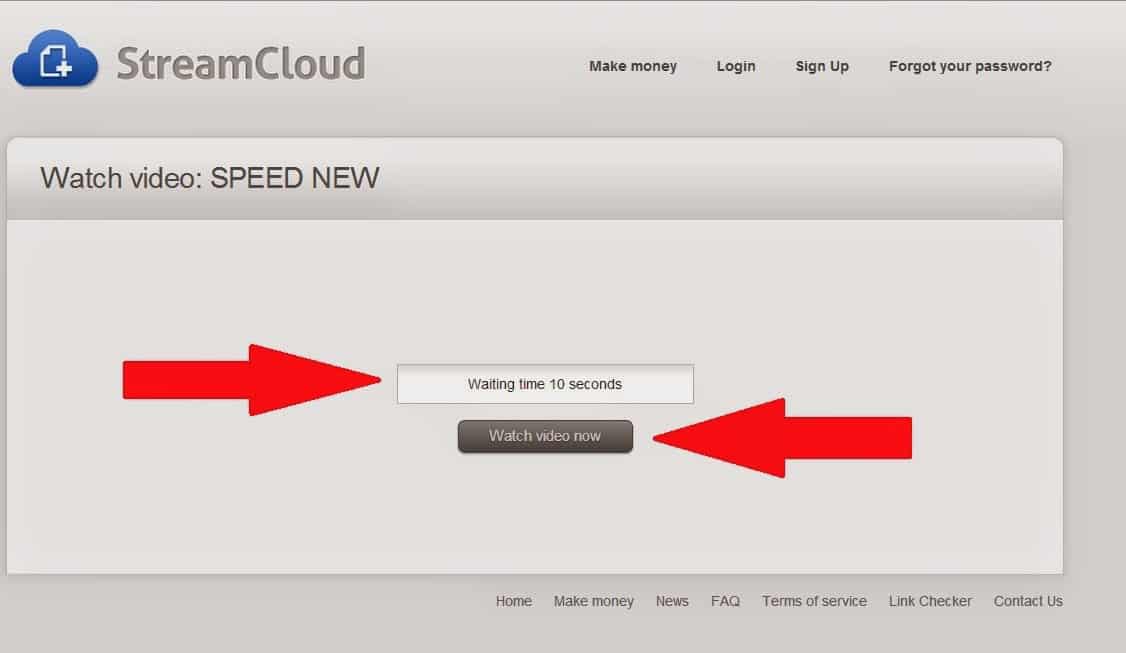 StreamCloud
Make money Login Sign Up Forgot your password?
Watch video: SPEED NEW
Waiting time 10 seconds
Watch video now
Home Make money News FAQ Terms of service Link Checker Contact Us